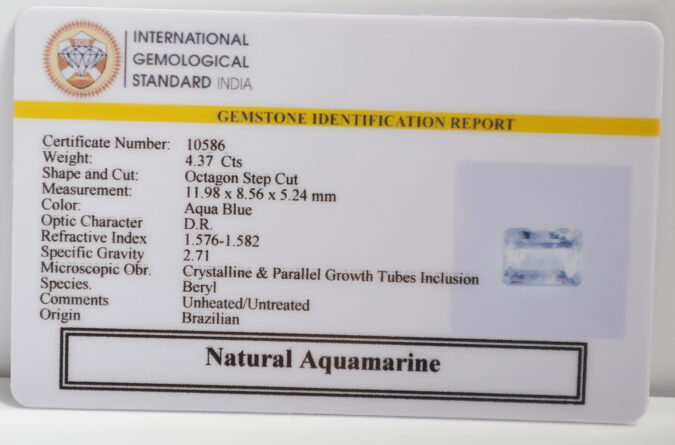 IGS
INTERNATIONAL
GEMOLOGICAL
STANDARD INDIA
GEMSTONE IDENTIFICATION REPORT
Certificate Number: 10586
Weight: 4.37 Cts
Shape and Cut: Octagon Step Cut
Measurement: 11.98 x 8.56 x 5.24 mm
Color: Aqua Blue
Optic Character D.R.
Refractive Index 1.576-1.582
Specific Gravity 2.71
Microscopic Obr. Crystalline & Parallel Growth Tubes Inclusion
Species. Beryl
Comments Unheated/Untreated
Origin Brazilian
Natural Aquamarine